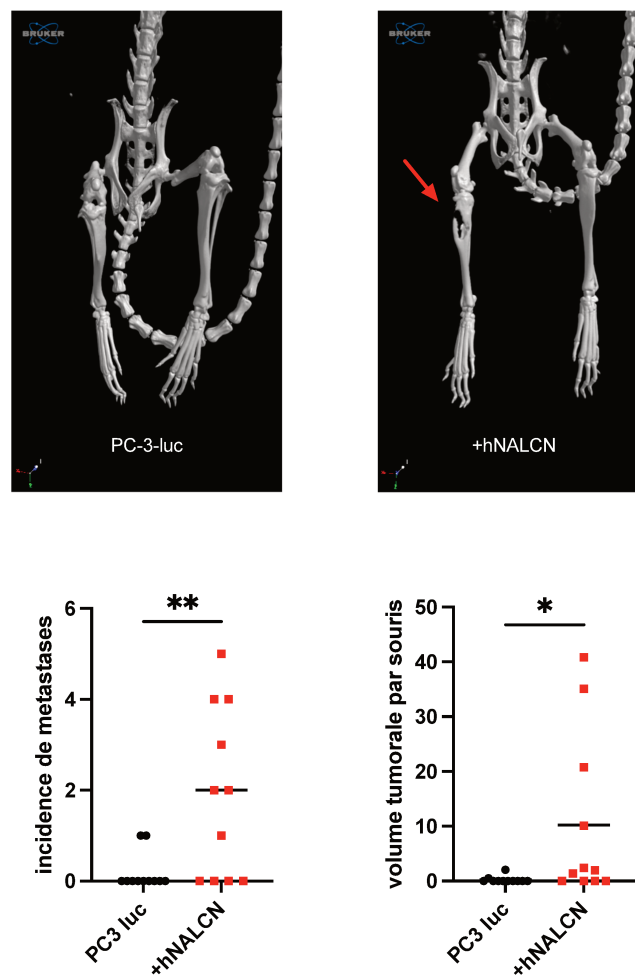 BRUKER
BRUKER
PC-3-luc
+hNALCN
incidence de metastases
6
4
2
0
**
PC3 luc
+hNALCN
volume tumorale par souris
50
40
30
20
10
0
*
PC3 luc
+hNALCN